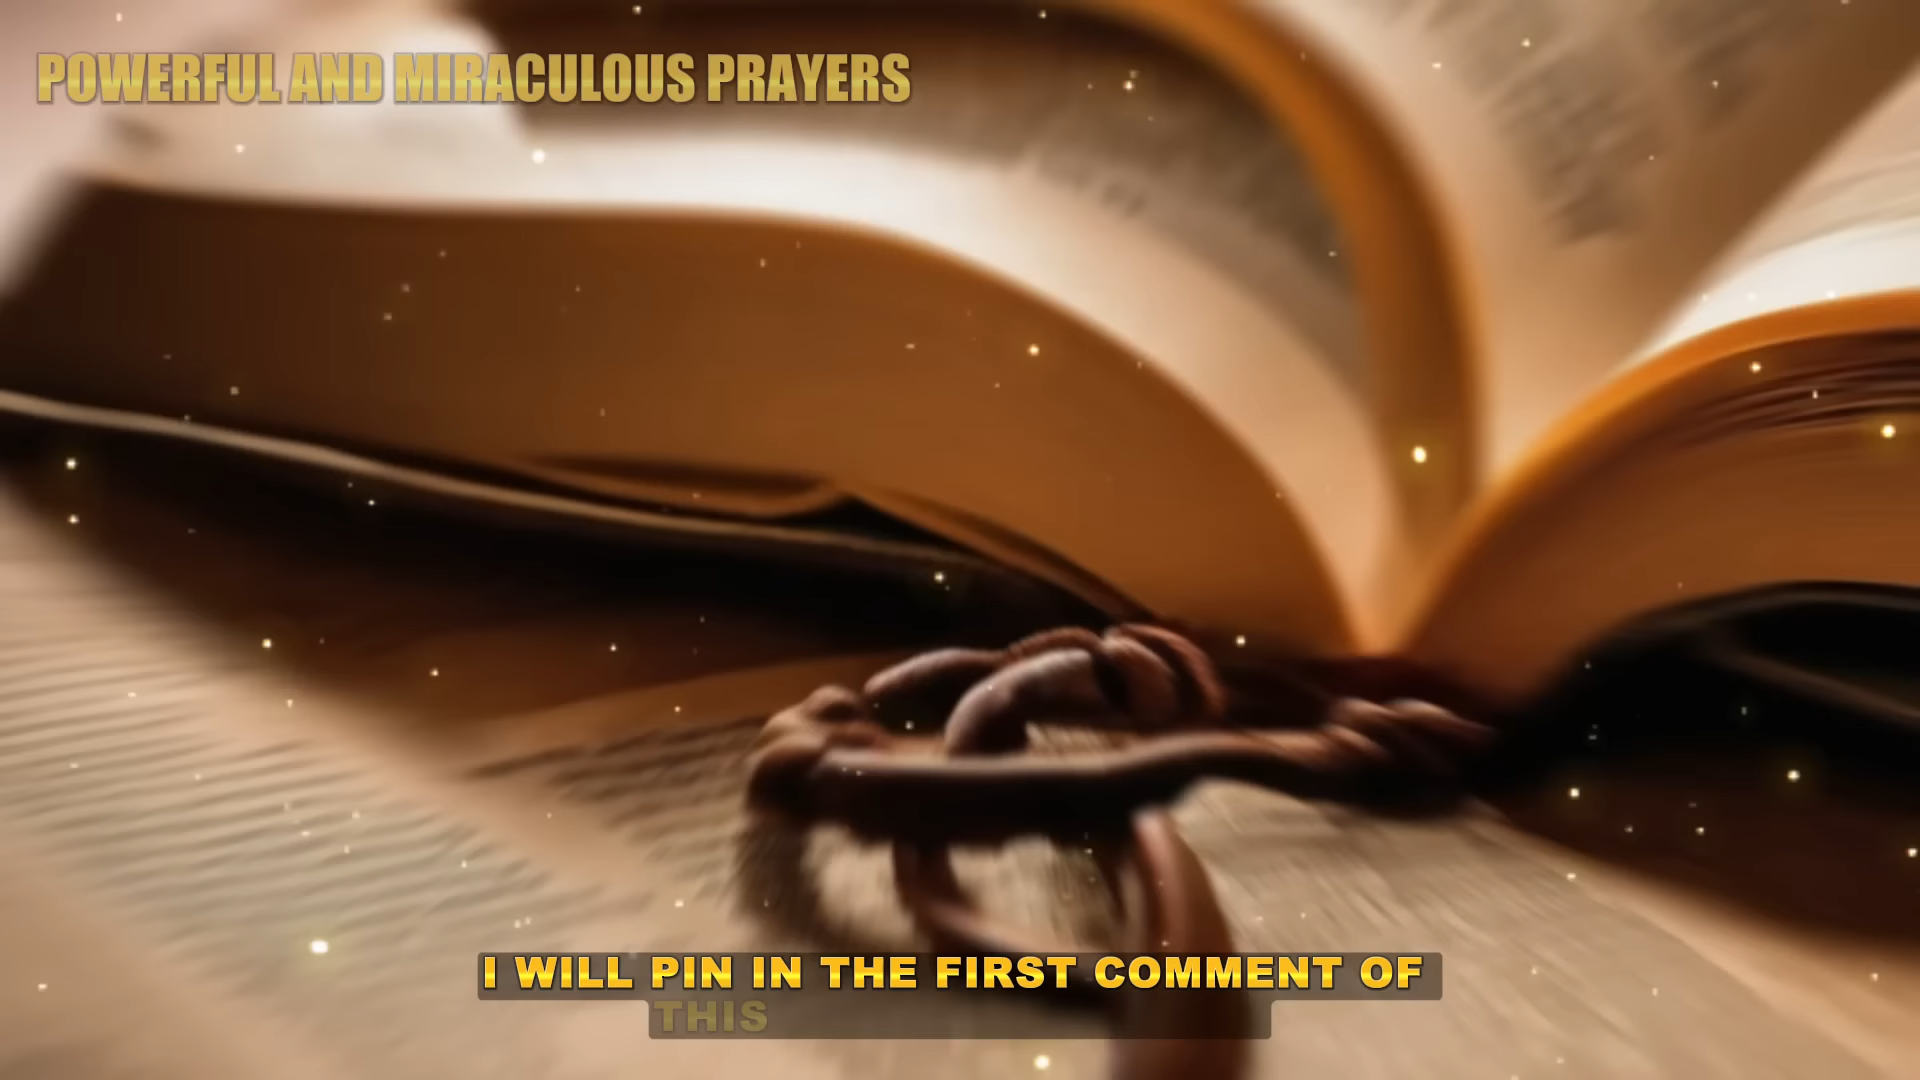 POWERFUL AND MIRACULOUS PRAYERS
I WILL PIN IN THE FIRST COMMENT OF
THIS